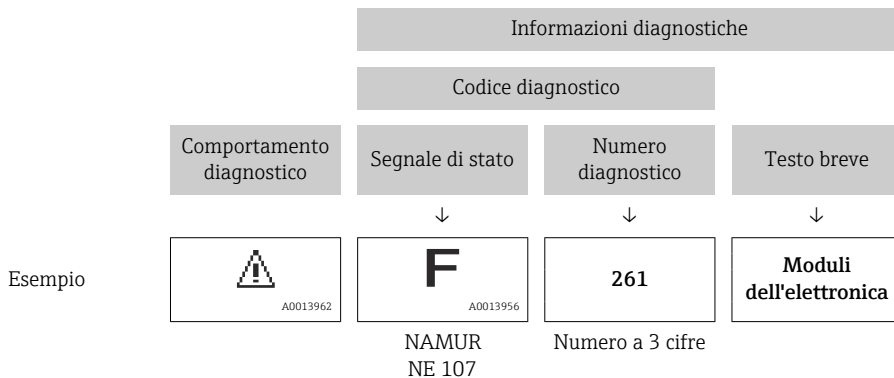 Informazioni diagnostiche
Codice diagnostico
Comportamento
diagnostico
Segnale di stato
Numero
diagnostico
Testo breve
↓
↓
↓
Esempio
A0013962
F
A0013956
261
Moduli
dell'elettronica
NAMUR
NE 107
Numero a 3 cifre